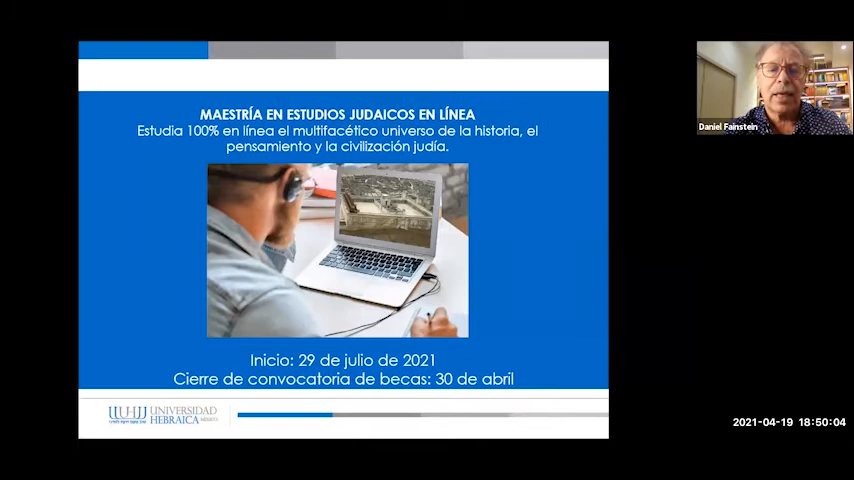 MAESTRÍA EN ESTUDIOS JUDAICOS EN LÍNEA
Estudia 100% en línea el multifacético universo de la historia, el
pensamiento y la civilización judía.
Daniel Fainstein
Inicio: 29 de julio de 2021
Cierre de convocatoria de becas: 30 de abril
UNIVERSIDAD
HEBRAICA MÉXICO
2021-04-19 18:50:04